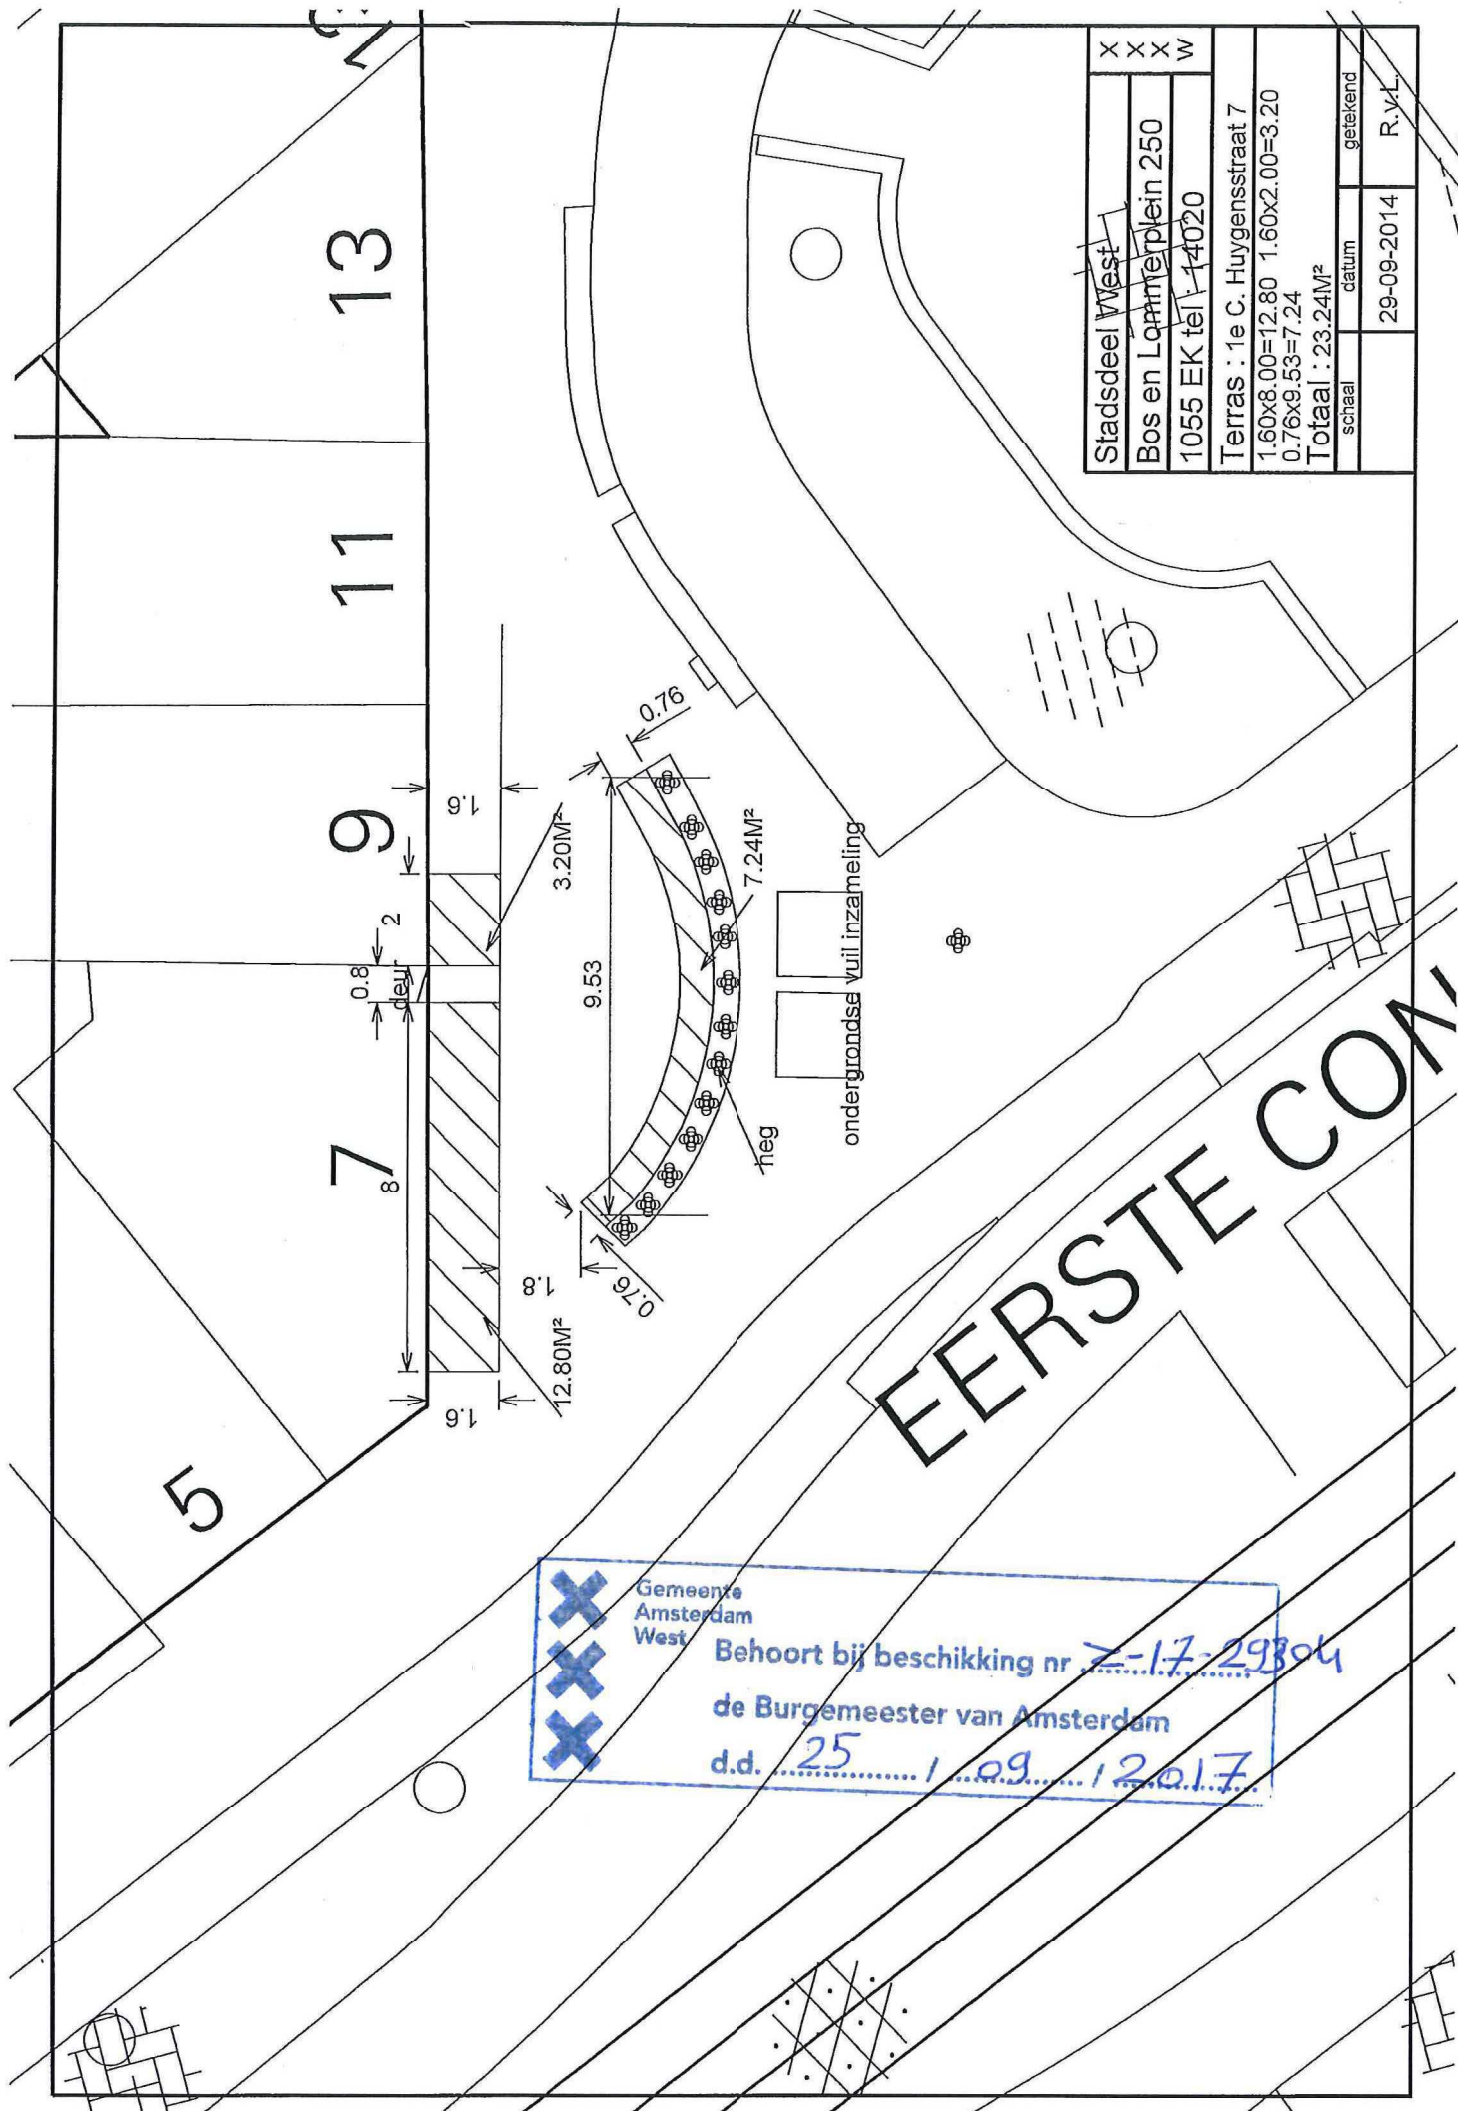 5
7
9
11
13
8
0.8
deur
2
1.6
1.6
12.80M²
3.20M²
1.8
0.76
9.53
0.76
7.24M²
heg
ondergrondse vuil inzameling
EERSTE CON
Stadsdeel West
Bos en Lommerplein 250
1055 EK tel : 14020
X
X
X
W
Terras : 1e C. Huygensstraat 7
1.60x8.00=12.80 1.60x2.00=3.20
0.76x9.53=7.24
Totaal : 23.24M²
schaal datum getekend
29-09-2014 R.v.L.
Gemeente
Amsterdam
West
Behoort bij beschikking nr Z-17-29304
de Burgemeester van Amsterdam
d.d. 25 / 09 / 2017